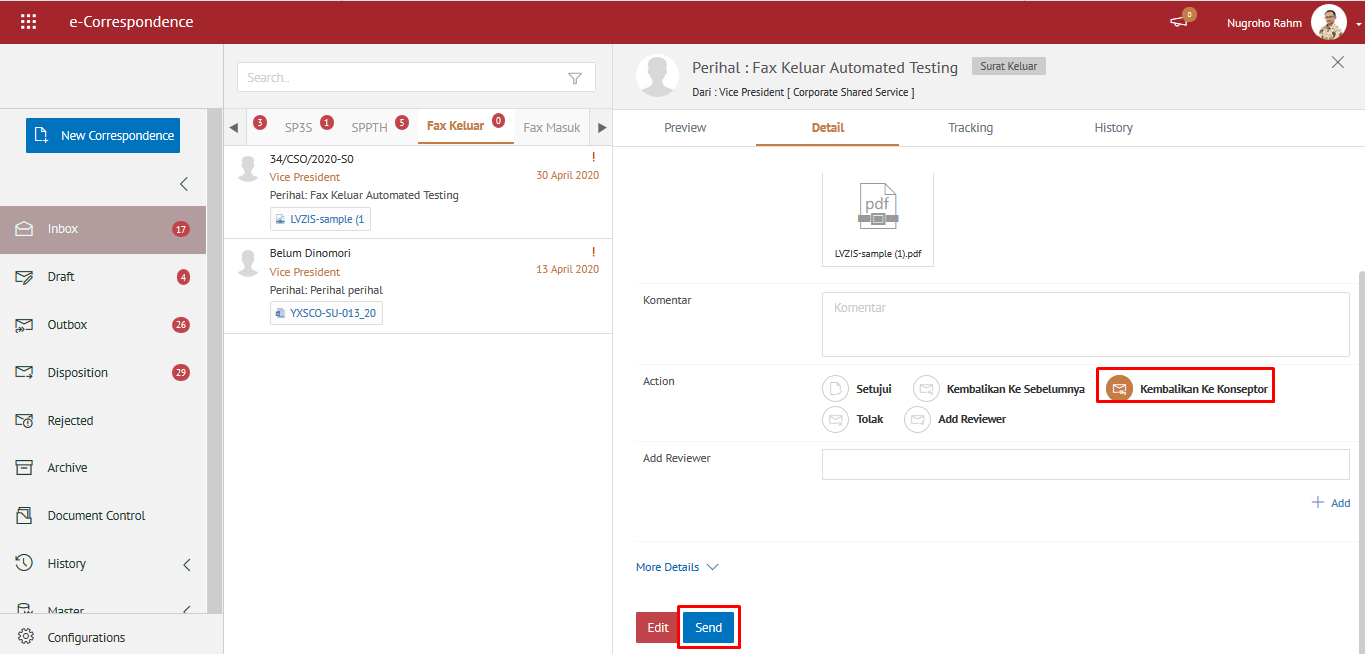 e-Correspondence
0
Nugroho Rahm
New Correspondence
Inbox 17
Draft 4
Outbox 26
Disposition 29
Rejected
Archive
Document Control
History
Master
Configurations
Search..
3 SP3S 1 SPPTH 5 Fax Keluar 0 Fax Masuk
34/CSO/2020-S0 !
Vice President 30 April 2020
Perihal: Fax Keluar Automated Testing
LVZIS-sample (1
Belum Dinomori !
Vice President 13 April 2020
Perihal: Perihal perihal
YXSCO-SU-013_20
Perihal : Fax Keluar Automated Testing Surat Keluar
Dari : Vice President [ Corporate Shared Service ]
Preview Detail Tracking History
pdf
LVZIS-sample (1).pdf
Komentar Komentar
Action Setujui Kembalikan Ke Sebelumnya Kembalikan Ke Konseptor
Tolak Add Reviewer
Add Reviewer
Add
More Details
Edit Send